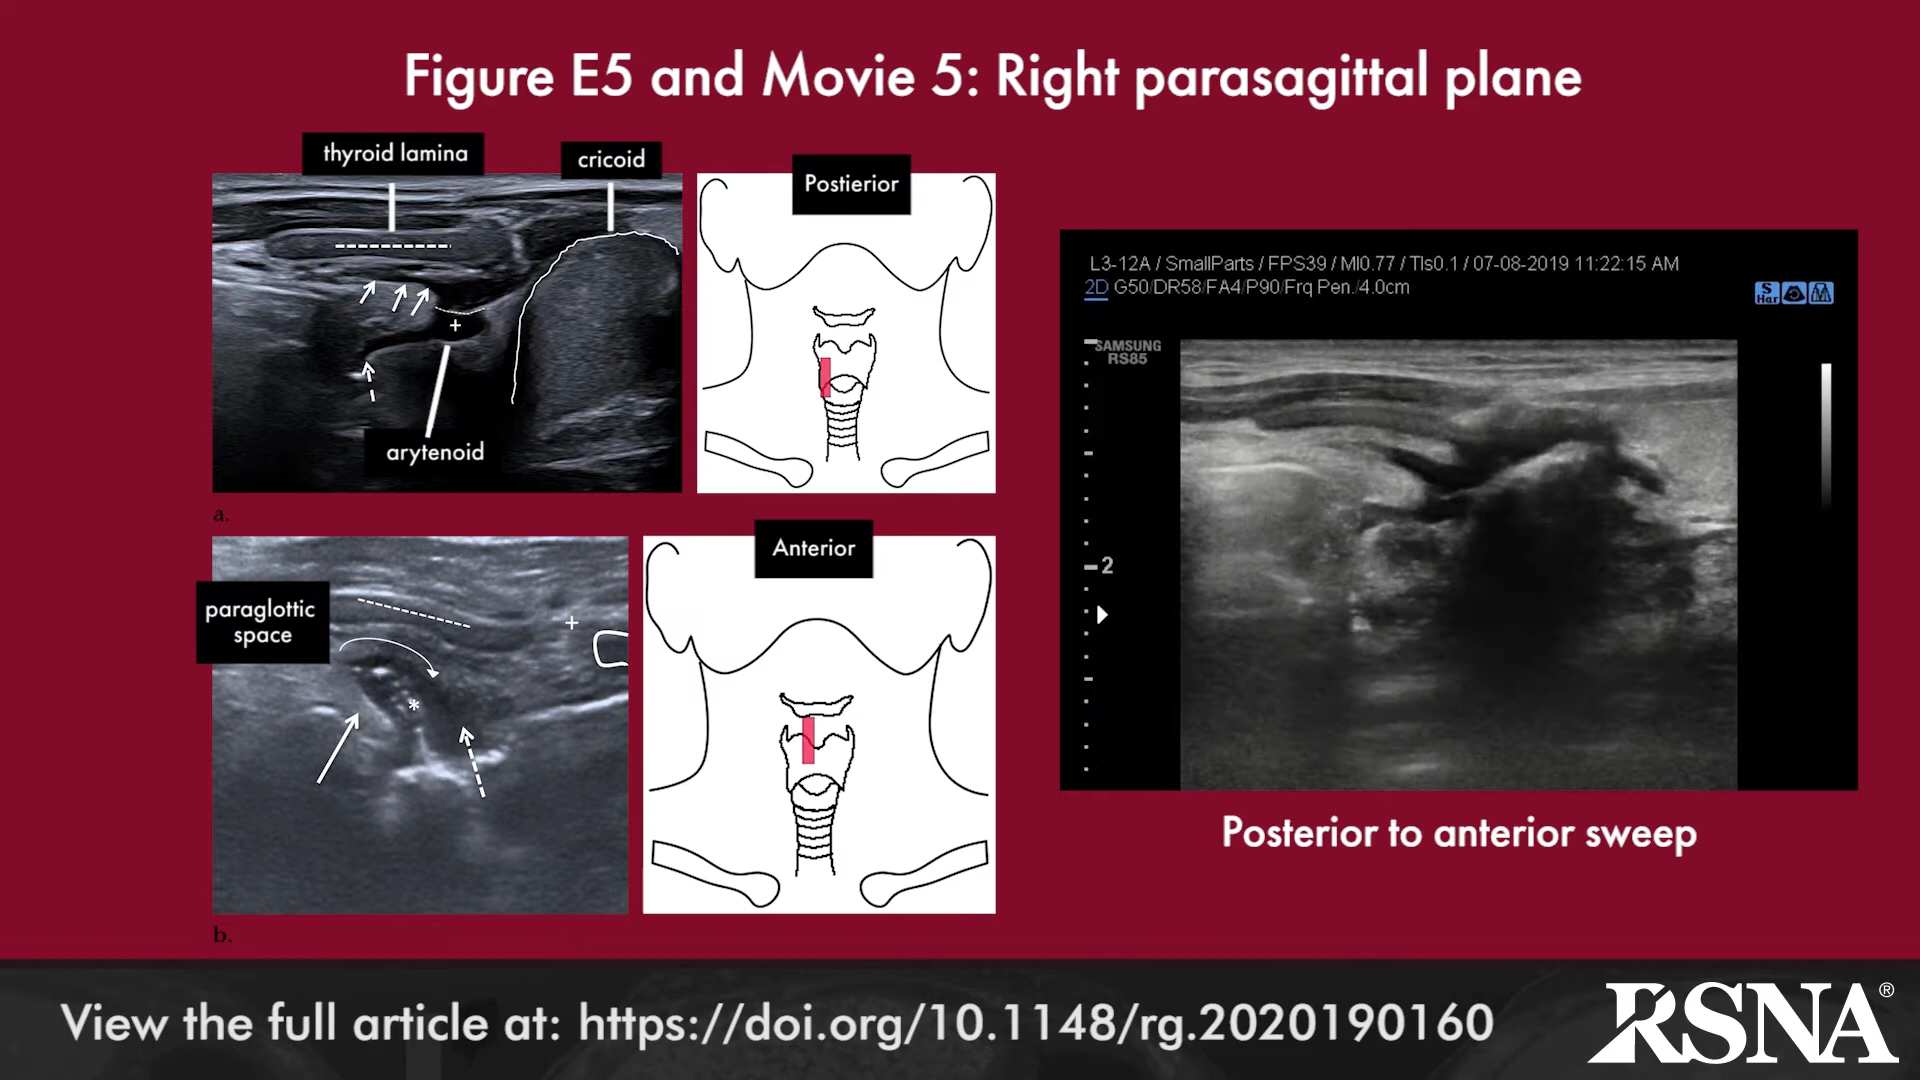 Figure E5 and Movie 5: Right parasagittal plane
thyroid lamina
cricoid
Postierior
+
arytenoid
a.
Anterior
paraglottic
space
+
*
b.
L3-12A / SmallParts / FPS39 / MI0.77 / TIs0.1 / 07-08-2019 11:22:15 AM
2D G50/DR58/FA4/P90/Frq Pen./4.0cm
S
Har
SAMSUNG
RS85
2
Posterior to anterior sweep
View the full article at: https://doi.org/10.1148/rg.2020190160
RSNA®